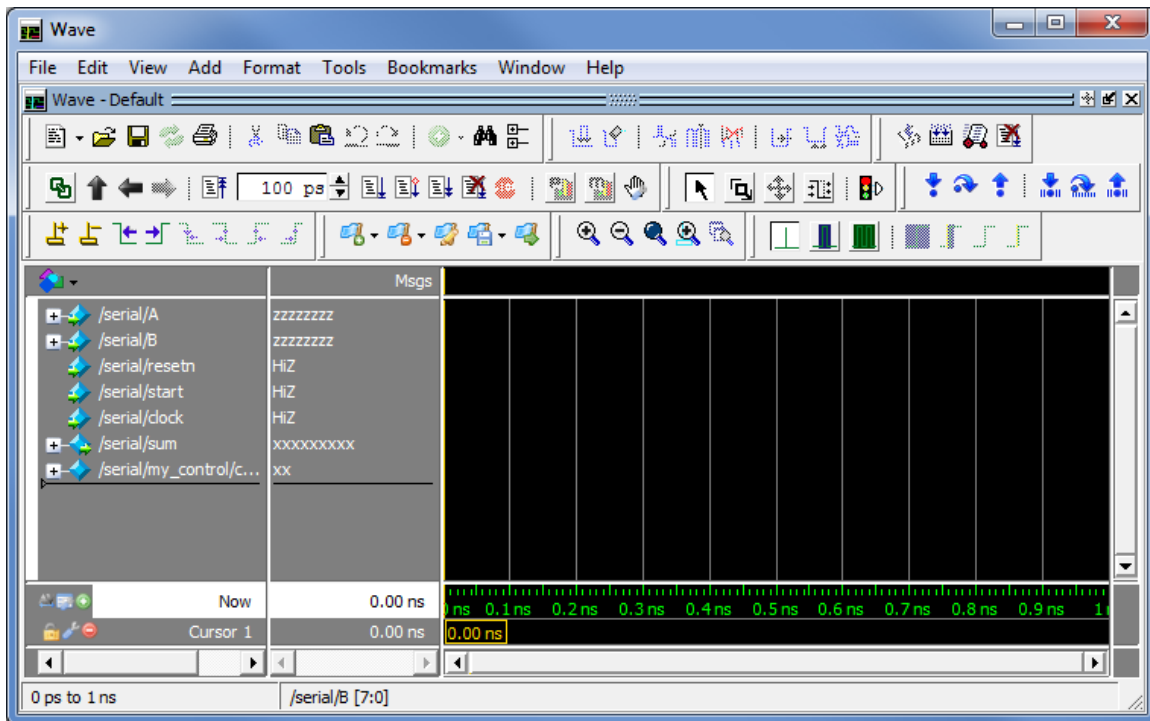 Wave
File Edit View Add Format Tools Bookmarks Window Help
Wave - Default
100 ps
Msgs
/serial/A zzzzzzzz
/serial/B zzzzzzzz
/serial/resetn HiZ
/serial/start HiZ
/serial/clock HiZ
/serial/sum xxxxxxxxx
/serial/my_control/c... xx
Now 0.00 ns
ns 0.1 ns 0.2 ns 0.3 ns 0.4 ns 0.5 ns 0.6 ns 0.7 ns 0.8 ns 0.9 ns 1
Cursor 1 0.00 ns 0.00 ns
0 ps to 1 ns /serial/B [7:0]